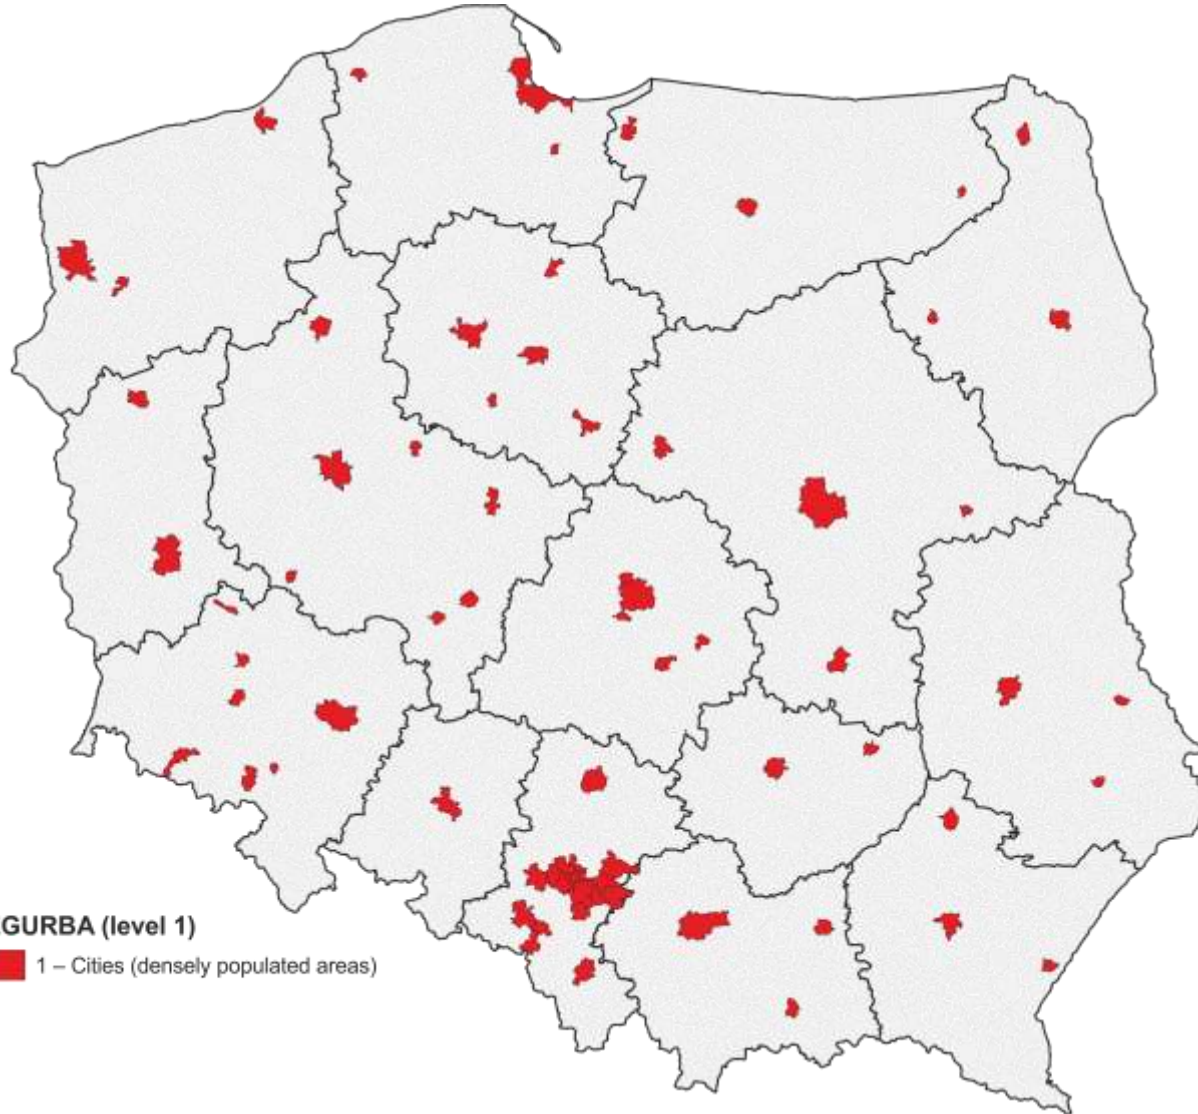 GURBA (level 1)
1 – Cities (densely populated areas)